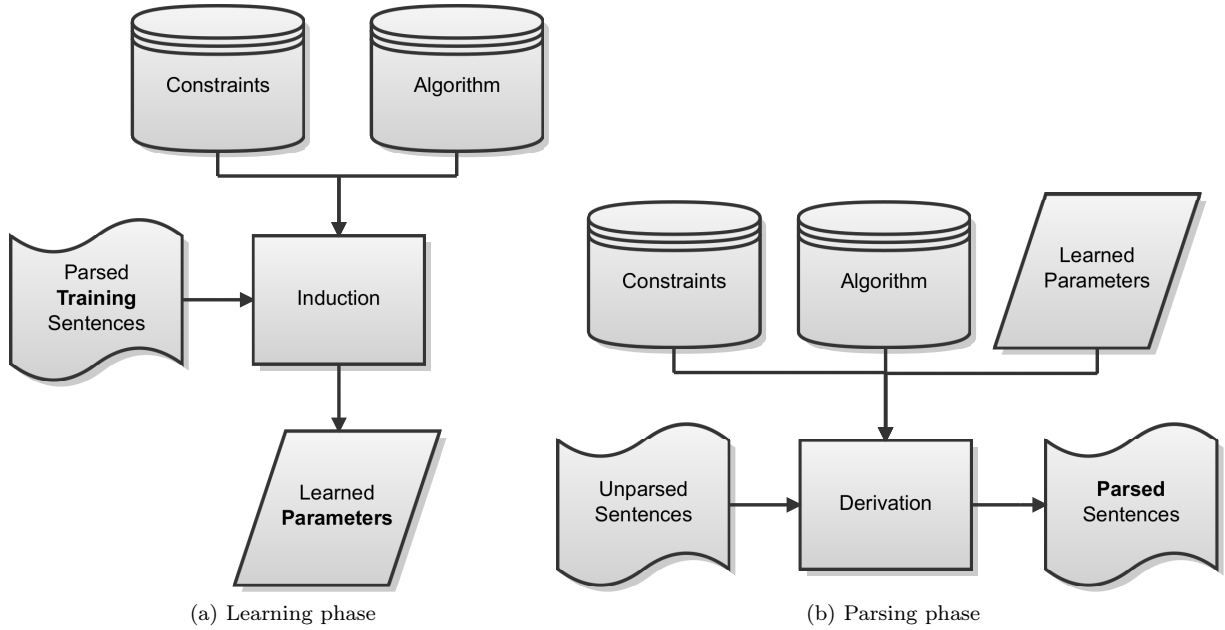 Constraints
Algorithm
Parsed
Training
Sentences
Induction
Learned
Parameters
(a) Learning phase
Constraints
Algorithm
Learned
Parameters
Unparsed
Sentences
Derivation
Parsed
Sentences
(b) Parsing phase